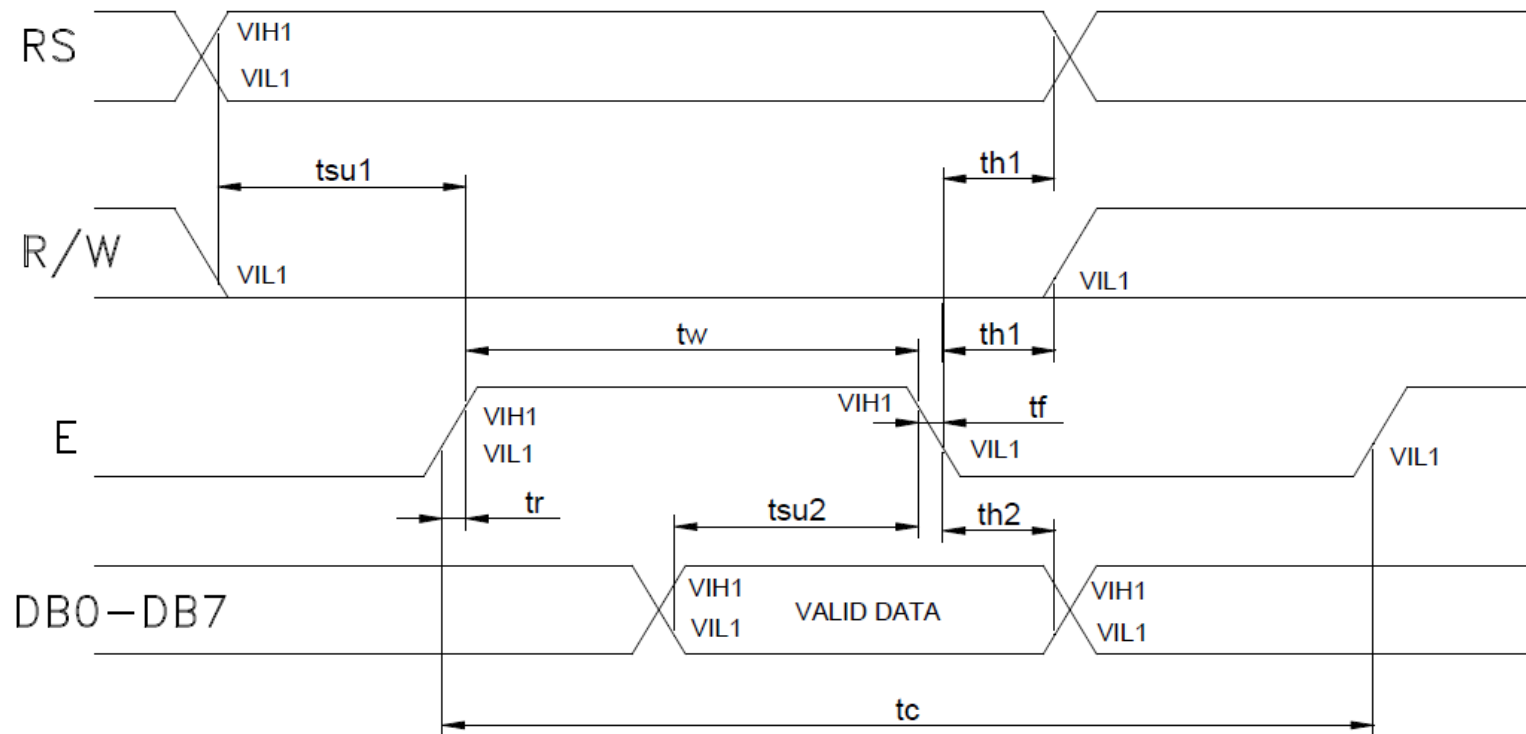 RS
VIH1
VIL1
tsu1
th1
R/W
VIL1
VIL1
tw
th1
E
VIH1
VIL1
VIH1
tf
VIL1
VIL1
tr
tsu2
th2
DB0-DB7
VIH1
VIL1
VALID DATA
VIH1
VIL1
tc